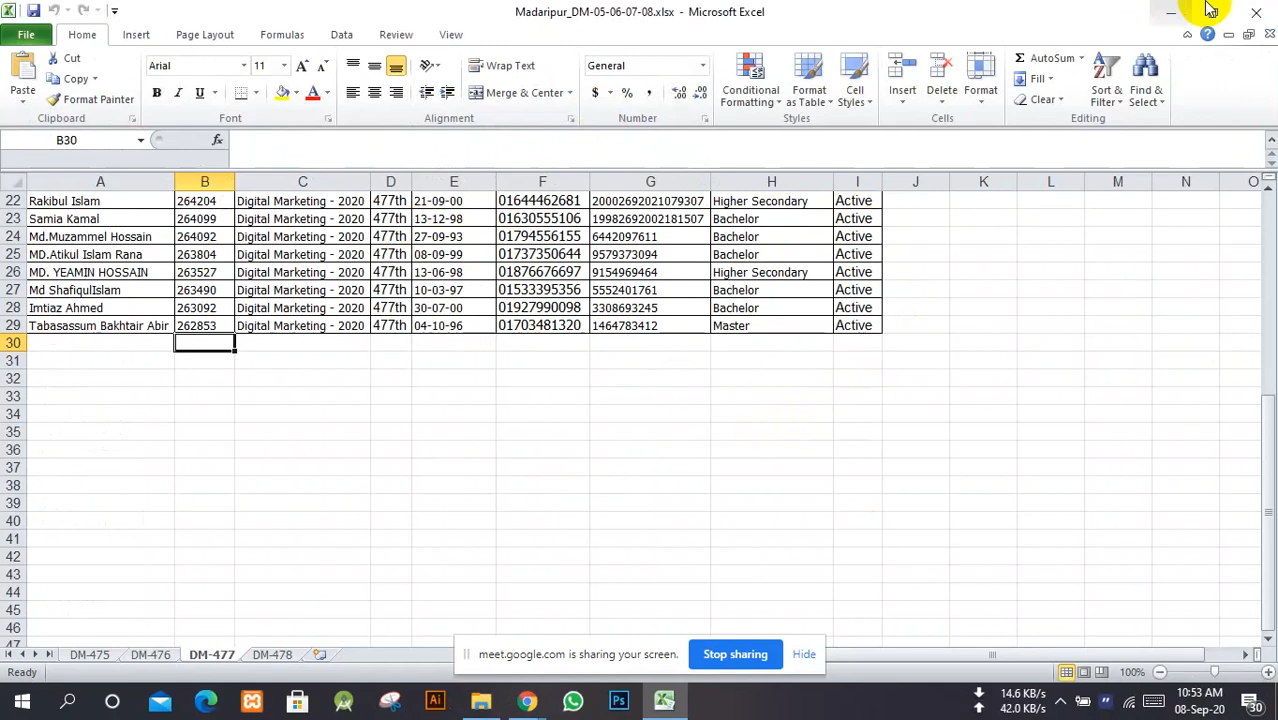 Madaripur_DM-05-06-07-08.xlsx - Microsoft Excel
File Home Insert Page Layout Formulas Data Review View
Paste
Cut
Copy
Format Painter
Clipboard
Arial 11
B I U A
Font
Wrap Text
Merge & Center
Alignment
General
$ % ,
Number
Conditional Formatting
Format as Table
Cell Styles
Styles
Insert
Delete
Format
Cells
Σ AutoSum
Fill
Clear
Sort & Filter
Find & Select
Editing
B30 fx
A B C D E F G H I J K L M N O
22 Rakibul Islam 264204 Digital Marketing - 2020 477th 21-09-00 01644462681 20002692021079307 Higher Secondary Active
23 Samia Kamal 264099 Digital Marketing - 2020 477th 13-12-98 01630555106 19982692002181507 Bachelor Active
24 Md.Muzammel Hossain 264092 Digital Marketing - 2020 477th 27-09-93 01794556155 6442097611 Bachelor Active
25 Md.Atikul Islam Rana 263804 Digital Marketing - 2020 477th 08-09-99 01737350644 9579373094 Bachelor Active
26 MD. YEAMIN HOSSAIN 263527 Digital Marketing - 2020 477th 13-06-98 01876676697 9154969464 Higher Secondary Active
27 Md ShafiqulIslam 263490 Digital Marketing - 2020 477th 10-03-97 01533395356 5552401761 Bachelor Active
28 Imtiaz Ahmed 263092 Digital Marketing - 2020 477th 30-07-00 01927990098 3308693245 Bachelor Active
29 Tabasassum Bakhtair Abir 262853 Digital Marketing - 2020 477th 04-10-96 01703481320 1464783412 Master Active
30
31
32
33
34
35
36
37
38
39
40
41
42
43
44
45
46
47
DM-475 DM-476 DM-477 DM-478
meet.google.com is sharing your screen. Stop sharing Hide
Ready 100%
14.6 KB/s
42.0 KB/s
10:53 AM
08-Sep-20
30